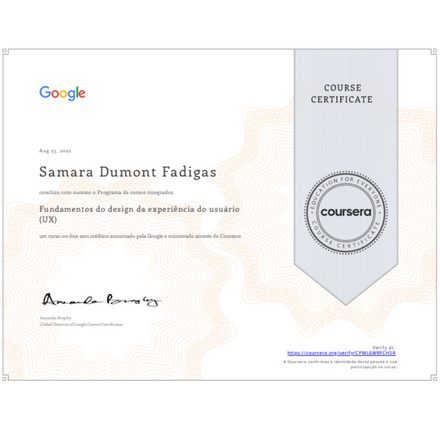 Google
COURSE
CERTIFICATE
Aug 25, 2022
Samara Dumont Fadigas
concluiu com sucesso o Programa de cursos integrados
Fundamentos do design da experiência do usuário
(UX)
um curso on-line sem créditos autorizado pela Google e ministrado através do Coursera
EDUCATION FOR EVERYONE
coursera
COURSE CERTIFICATE
Amanda Brophy
Amanda Brophy
Global Director of Google Career Certificates
Verify at:
https://coursera.org/verify/
A Coursera confirmou a identidade desta pessoa e sua
participação no curso.